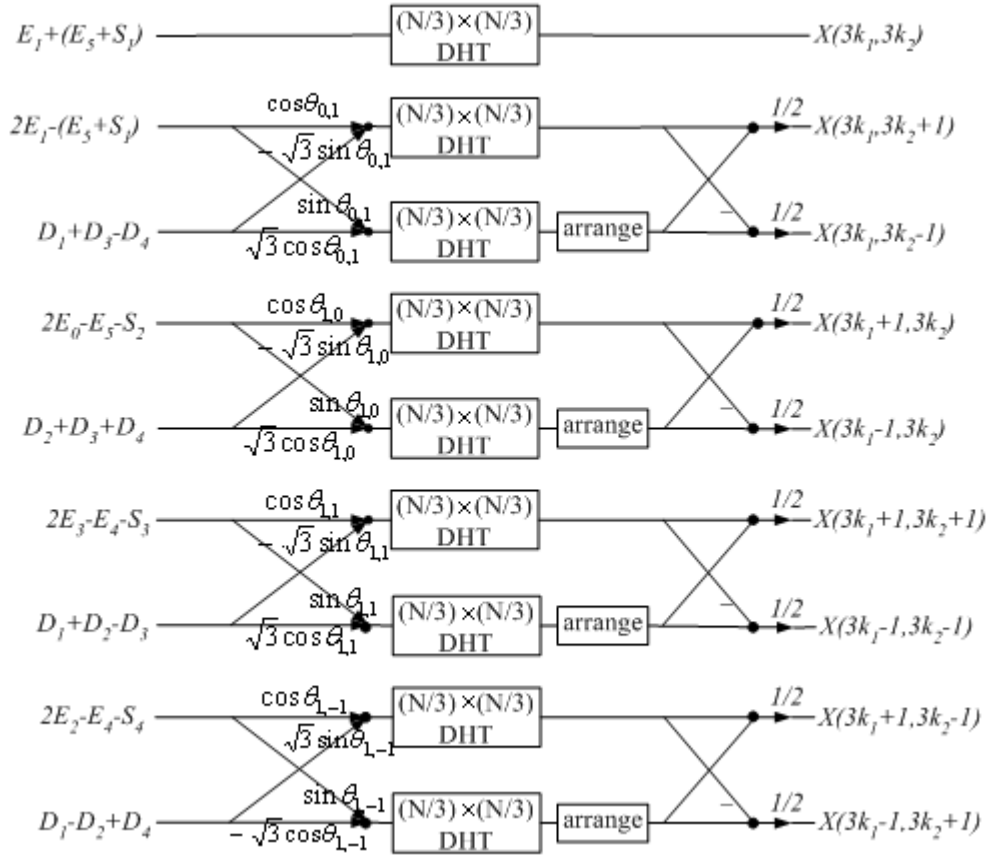 E₁+(E₅+S₁) (N/3)×(N/3) X(3k₁,3k₂)
DHT
cosθ₀,₁ 1/2
2E₁-(E₅+S₁) (N/3)×(N/3) X(3k₁,3k₂+1)
- √3 sinθ₀,₁ DHT
sinθ₀,₁ 1/2
D₁+D₃-D₄ (N/3)×(N/3) arrange − X(3k₁,3k₂-1)
√3 cosθ₀,₁ DHT
cosθ₁,₀ 1/2
2E₀-E₅-S₂ (N/3)×(N/3) X(3k₁+1,3k₂)
- √3 sinθ₁,₀ DHT
sinθ₁,₀ 1/2
D₂+D₃+D₄ (N/3)×(N/3) arrange − X(3k₁-1,3k₂)
√3 cosθ₁,₀ DHT
cosθ₁,₁ 1/2
2E₃-E₄-S₃ (N/3)×(N/3) X(3k₁+1,3k₂+1)
- √3 sinθ₁,₁ DHT
sinθ₁,₁ 1/2
D₁+D₂-D₃ (N/3)×(N/3) arrange − X(3k₁-1,3k₂-1)
√3 cosθ₁,₁ DHT
cosθ₁,₋₁ 1/2
2E₂-E₄-S₄ (N/3)×(N/3) X(3k₁+1,3k₂-1)
√3 sinθ₁,₋₁ DHT
sinθ₁,₋₁ 1/2
D₁-D₂+D₄ (N/3)×(N/3) arrange − X(3k₁-1,3k₂+1)
- √3 cosθ₁,₋₁ DHT